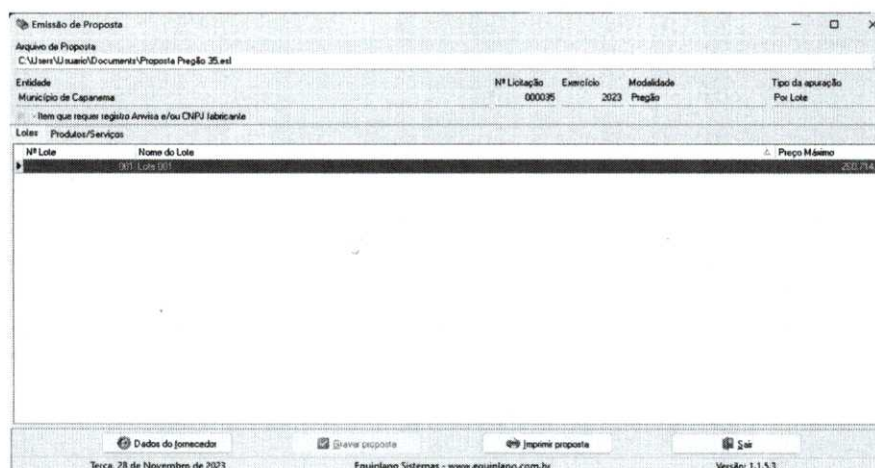 Emissão de Proposta
Arquivo de Proposta
C:\Users\Usuario\Documents\Proposta Pregão 35.esl
Entidade Nº Licitação Exercício Modalidade Tipo da apuração
Município de Capanema 000035 2023 Pregão Por Lote
- Item que requer registro Anvisa e/ou CNPJ fabricante
Lotes Produtos/Serviços
Nº Lote Nome do Lote Preço Máximo
001 Lote 001
Dados do fornecedor Gravar proposta Imprimir proposta Sair
Terça, 28 de Novembro de 2023 Equiplano Sistemas - www.equiplano.com.br Versão: 1.1.5.3